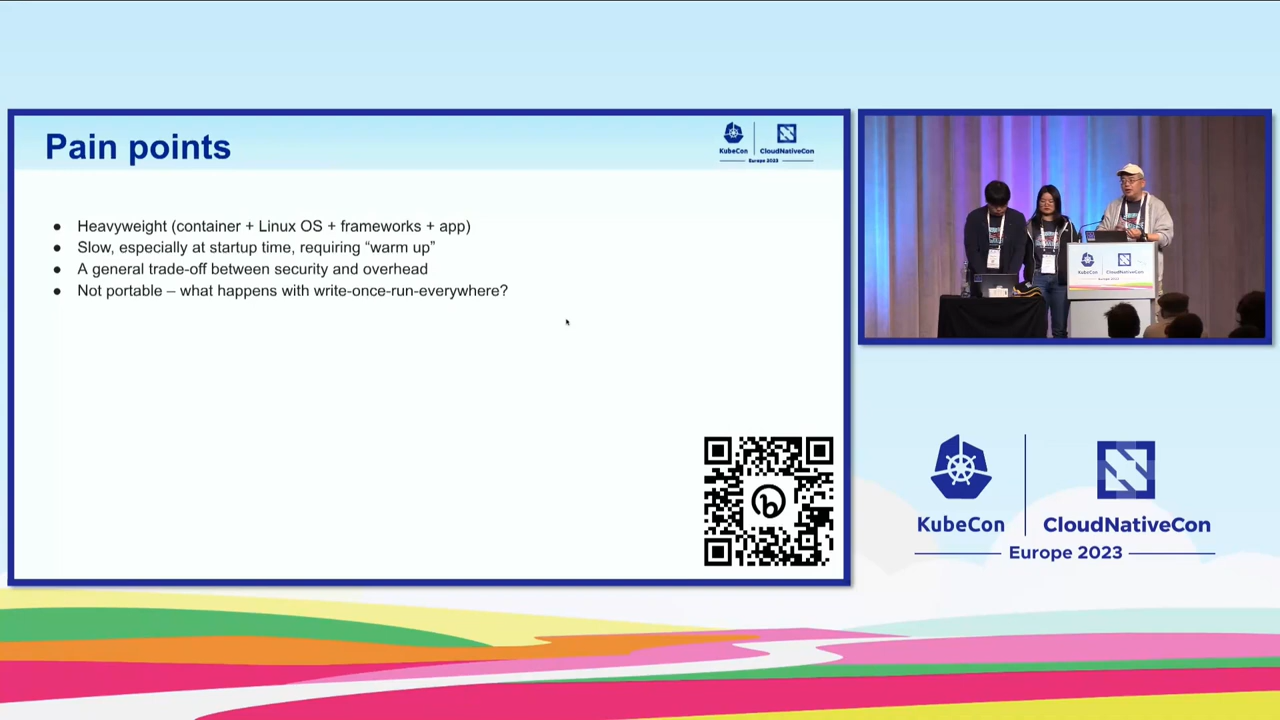 Pain points
KubeCon
CloudNativeCon
Europe 2023
● Heavyweight (container + Linux OS + frameworks + app)
● Slow, especially at startup time, requiring “warm up”
● A general trade-off between security and overhead
● Not portable – what happens with write-once-run-everywhere?
b
KubeCon
CloudNativeCon
KubeCon
CloudNativeCon
Europe 2023